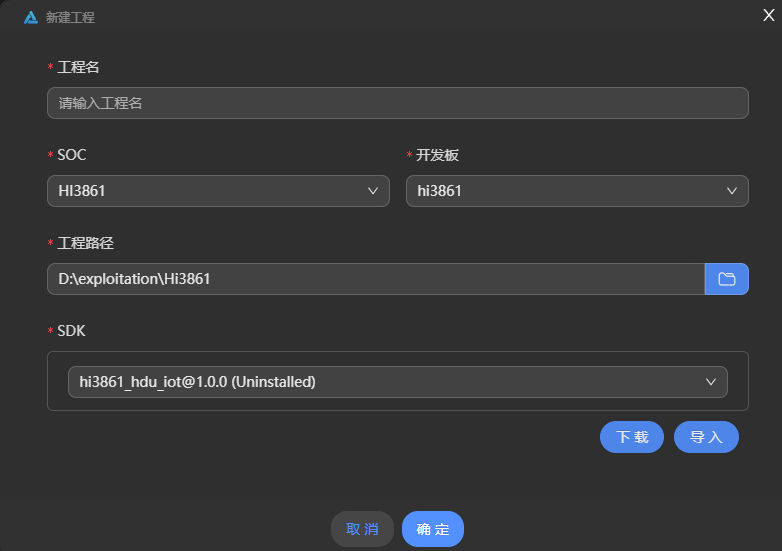 新建工程
* 工程名
请输入工程名
* SOC
* 开发板
HI3861
hi3861
* 工程路径
D:\exploitation\Hi3861
* SDK
hi3861_hdu_iot@1.0.0 (Uninstalled)
下载
导入
取消
确定